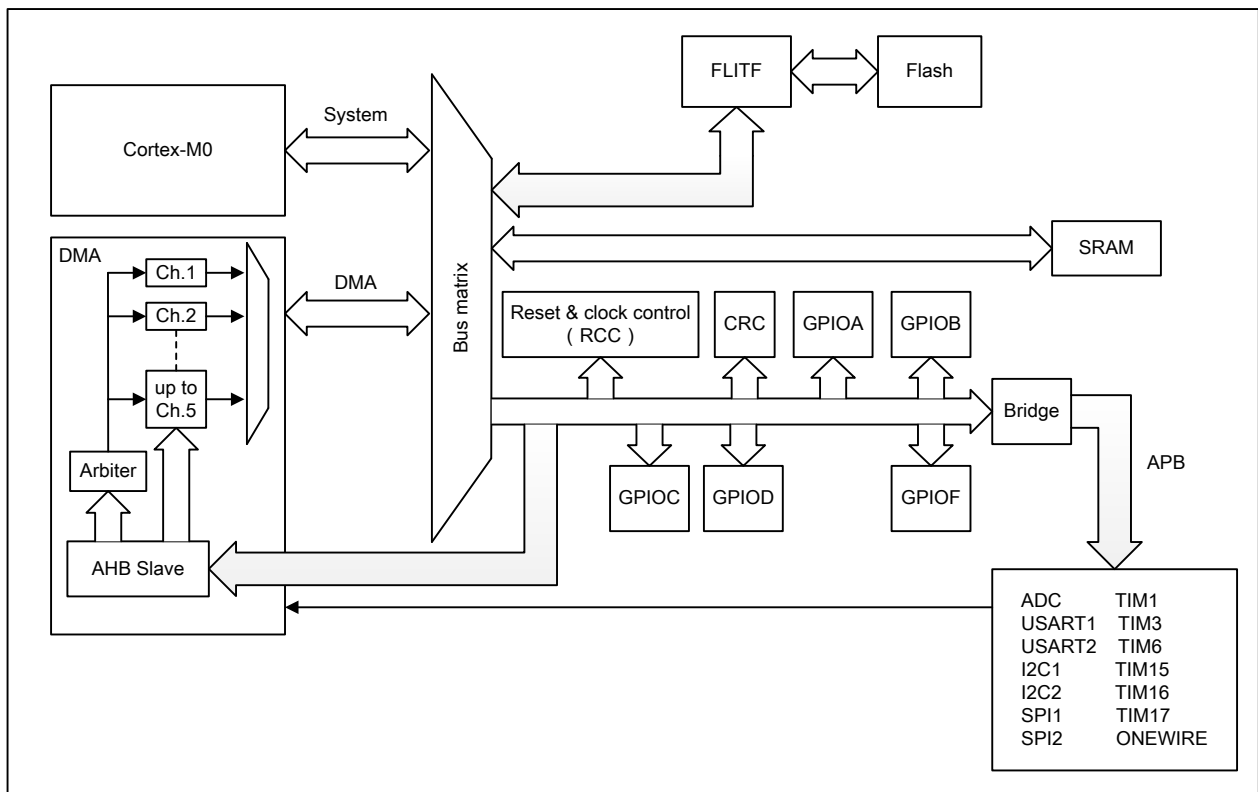 FLITF
Flash
Cortex-M0
System
Bus matrix
SRAM
DMA
Ch.1
Ch.2
up to
Ch.5
Arbiter
AHB Slave
DMA
Reset & clock control
( RCC )
CRC
GPIOA
GPIOB
Bridge
GPIOC
GPIOD
GPIOF
APB
ADC TIM1
USART1 TIM3
USART2 TIM6
I2C1 TIM15
I2C2 TIM16
SPI1 TIM17
SPI2 ONEWIRE